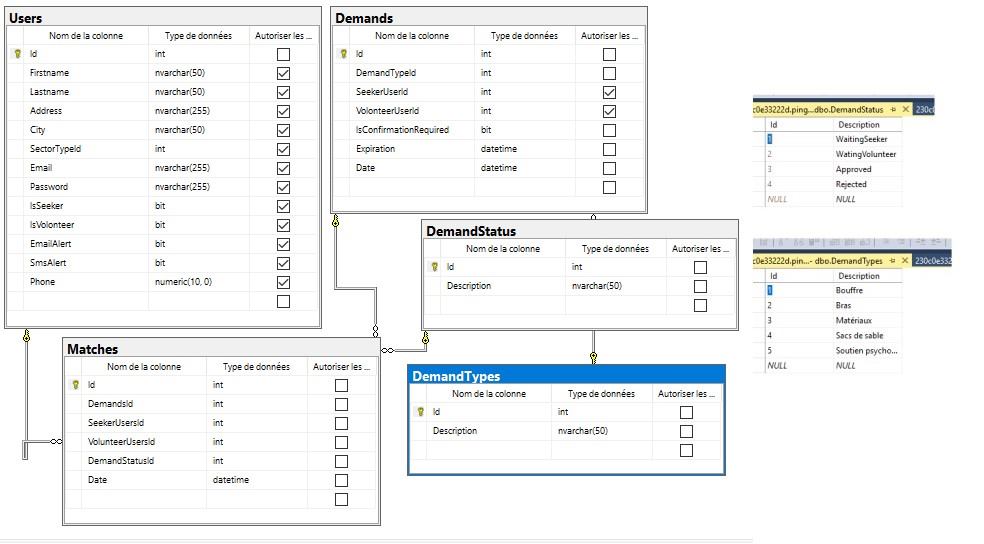 Users
Nom de la colonne Type de données Autoriser les ...
Id int
Firstname nvarchar(50)
Lastname nvarchar(50)
Address nvarchar(255)
City nvarchar(50)
SectorTypeId int
Email nvarchar(255)
Password nvarchar(255)
IsSeeker bit
IsVolunteer bit
EmailAlert bit
SmsAlert bit
Phone numeric(10, 0)
Demands
Nom de la colonne Type de données Autoriser les ...
Id int
DemandTypeId int
SeekerUserId int
VolonteerUserId int
IsConfirmationRequired bit
Expiration datetime
Date datetime
DemandStatus
Nom de la colonne Type de données Autoriser les ...
Id int
Description nvarchar(50)
Matches
Nom de la colonne Type de données Autoriser les ...
Id int
DemandsId int
SeekerUsersId int
VolunteerUsersId int
DemandStatusId int
Date datetime
DemandTypes
Nom de la colonne Type de données Autoriser les ...
Id int
Description nvarchar(50)
:0e33222d.ping...dbo.DemandStatus 230c(
Id Description
1 WaitingSeeker
2 WatingVolunteer
3 Approved
4 Rejected
NULL NULL
0e33222d.pin...- dbo.DemandTypes 230c0e332
Id Description
1 Bouffre
2 Bras
3 Matériaux
4 Sacs de sable
5 Soutien psycho...
NULL NULL